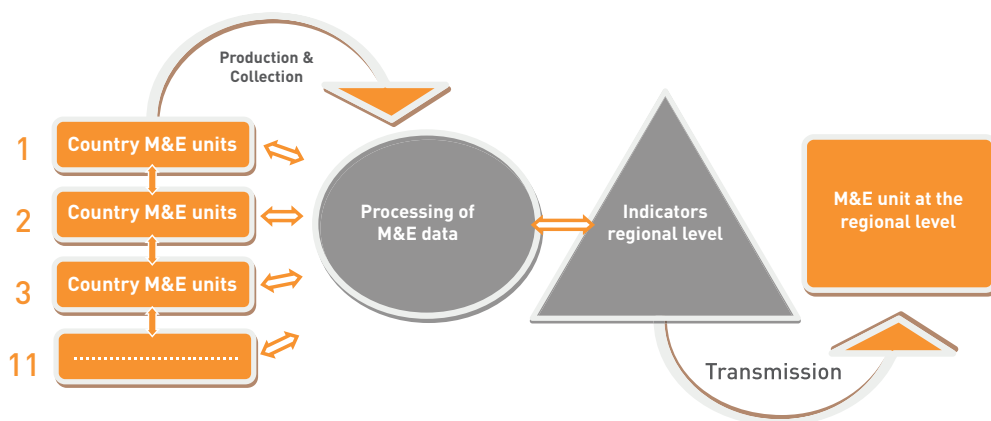 Production &
Collection
1
Country M&E units
2
Country M&E units
3
Country M&E units
11
........................................
Processing of
M&E data
Indicators
regional level
M&E unit at the
regional level
Transmission